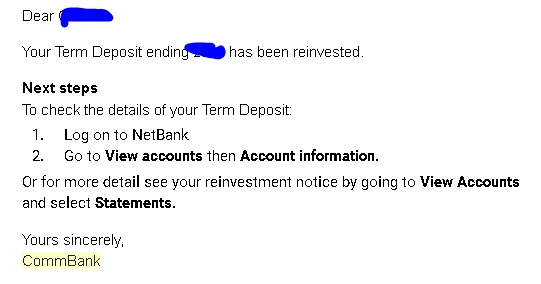 Dear
Your Term Deposit ending has been reinvested.
Next steps
To check the details of your Term Deposit:
1. Log on to NetBank
2. Go to View accounts then Account information.
Or for more detail see your reinvestment notice by going to View Accounts
and select Statements.
Yours sincerely,
CommBank